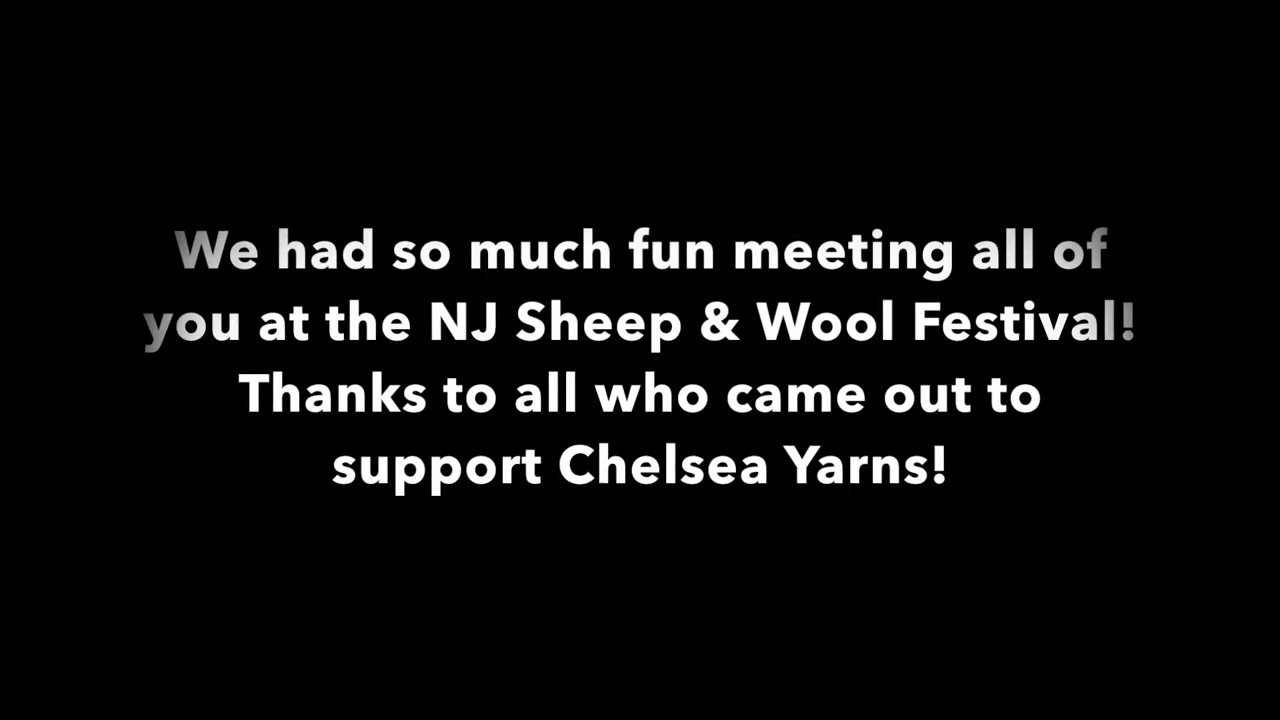 We had so much fun meeting all of
you at the NJ Sheep & Wool Festival!
Thanks to all who came out to
support Chelsea Yarns!